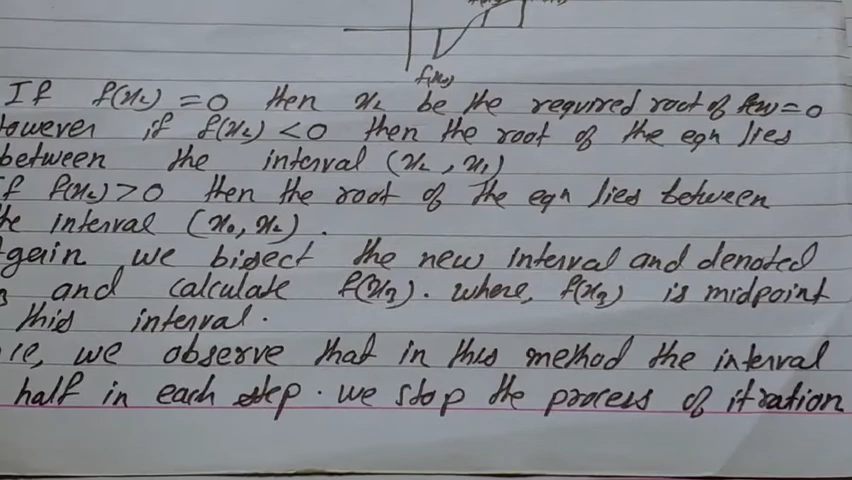 f(x₀)
If f(x₂) = 0 then x₂ be the required root of f(x) = 0
However if f(x₂) < 0 then the root of the eqn lies
between the interval (x₂, x₁)
If f(x₂) > 0 then the root of the eqn lies between
the interval (x₀, x₂).
Again we bisect the new interval and denoted
and calculate f(x₃). where, f(x₃) is midpoint
this interval.
we observe that in this method the interval
half in each step. we stop the process of itration